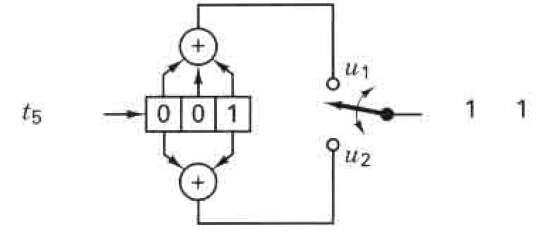 +
u₁
t₅ 0 0 1 1 1
u₂
+